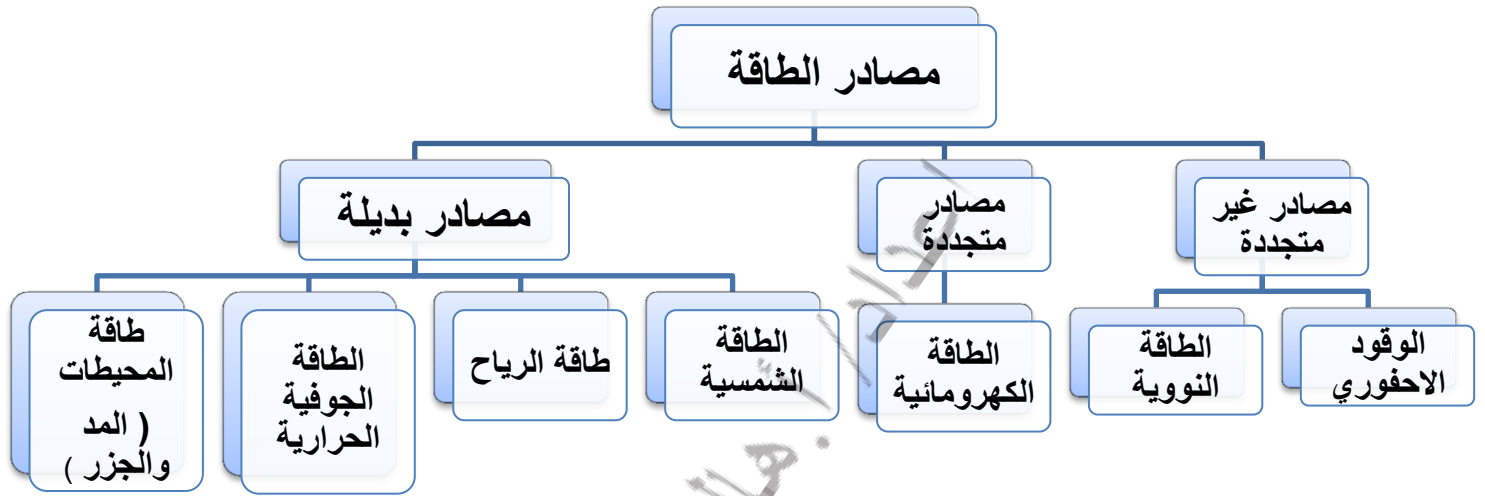 مصادر الطاقة
مصادر غير
متجددة
مصادر
متجددة
مصادر بديلة
الوقود
الاحفوري
الطاقة
النووية
الطاقة
الكهرومائية
الطاقة
الشمسية
طاقة الرياح
الطاقة
الجوفية
الحرارية
طاقة
المحيطات
( المد
والجزر )